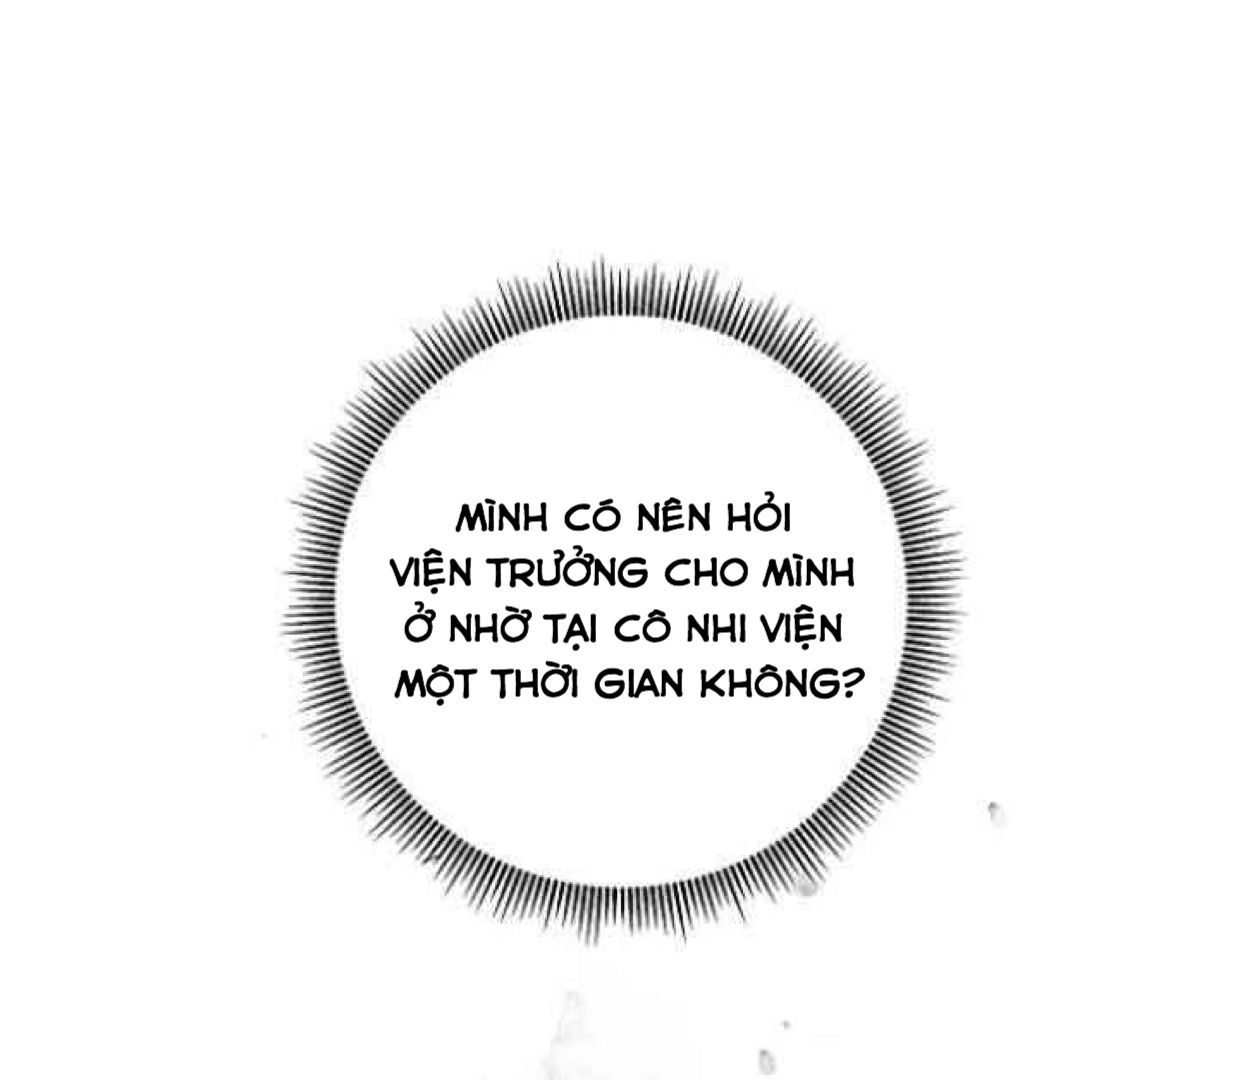 MÌNH CÓ NÊN HỎI
VIỆN TRƯỞNG CHO MÌNH
Ở NHỜ TẠI CÔ NHI VIỆN
MỘT THỜI GIAN KHÔNG?